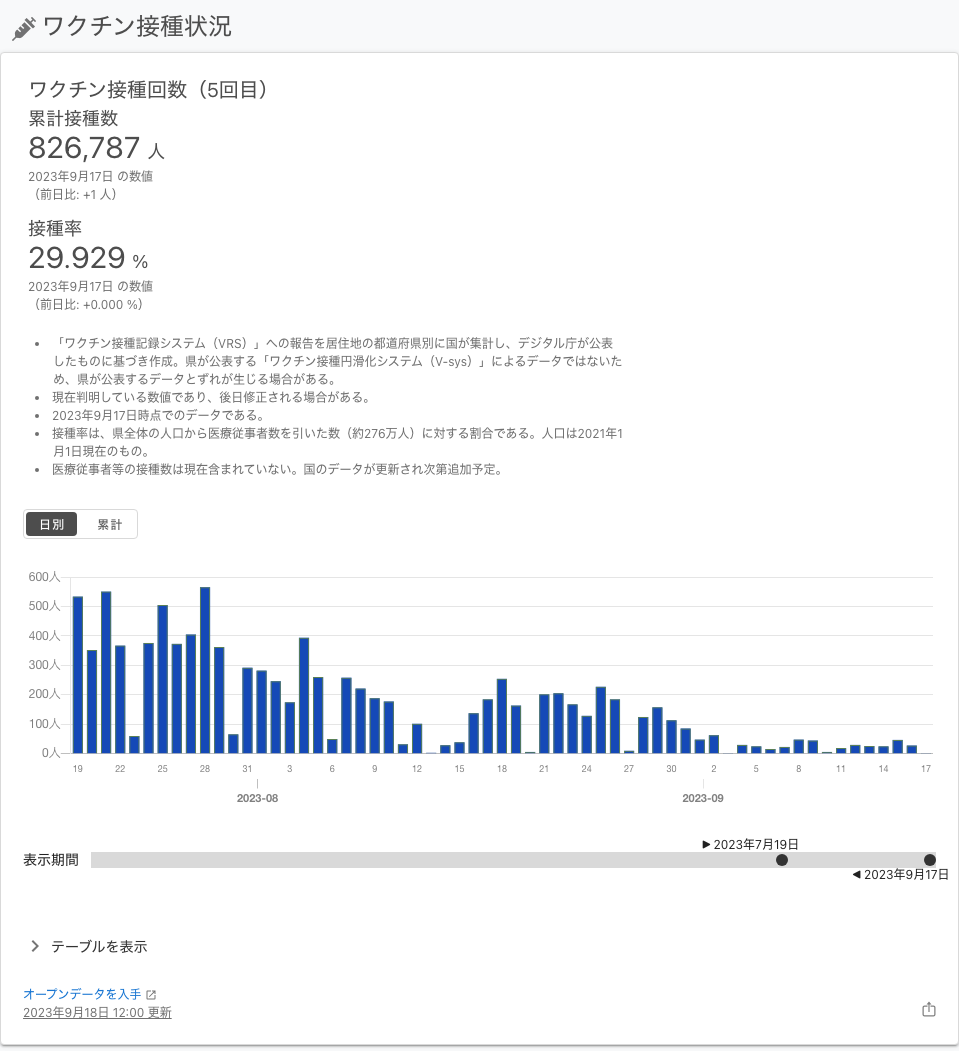 ワクチン接種状況
ワクチン接種回数（5回目）
累計接種数
826,787 人
2023年9月17日 の数値
（前日比: +1 人）
接種率
29.929 %
2023年9月17日 の数値
（前日比: +0.000 %）
• 「ワクチン接種記録システム（VRS）」への報告を居住地の都道府県別に国が集計し、デジタル庁が公表
したものに基づき作成。県が公表する「ワクチン接種円滑化システム（V-sys）」によるデータではないた
め、県が公表するデータとずれが生じる場合がある。
• 現在判明している数値であり、後日修正される場合がある。
• 2023年9月17日時点でのデータである。
• 接種率は、県全体の人口から医療従事者数を引いた数（約276万人）に対する割合である。人口は2021年1
月1日現在のもの。
• 医療従事者等の接種数は現在含まれていない。国のデータが更新され次第追加予定。
日別 累計
600人
500人
400人
300人
200人
100人
0人
19 22 25 28 31 3 6 9 12 15 18 21 24 27 30 2 5 8 11 14 17
2023-08 2023-09
▶ 2023年7月19日
表示期間
◀ 2023年9月17日
テーブルを表示
オープンデータを入手
2023年9月18日 12:00 更新